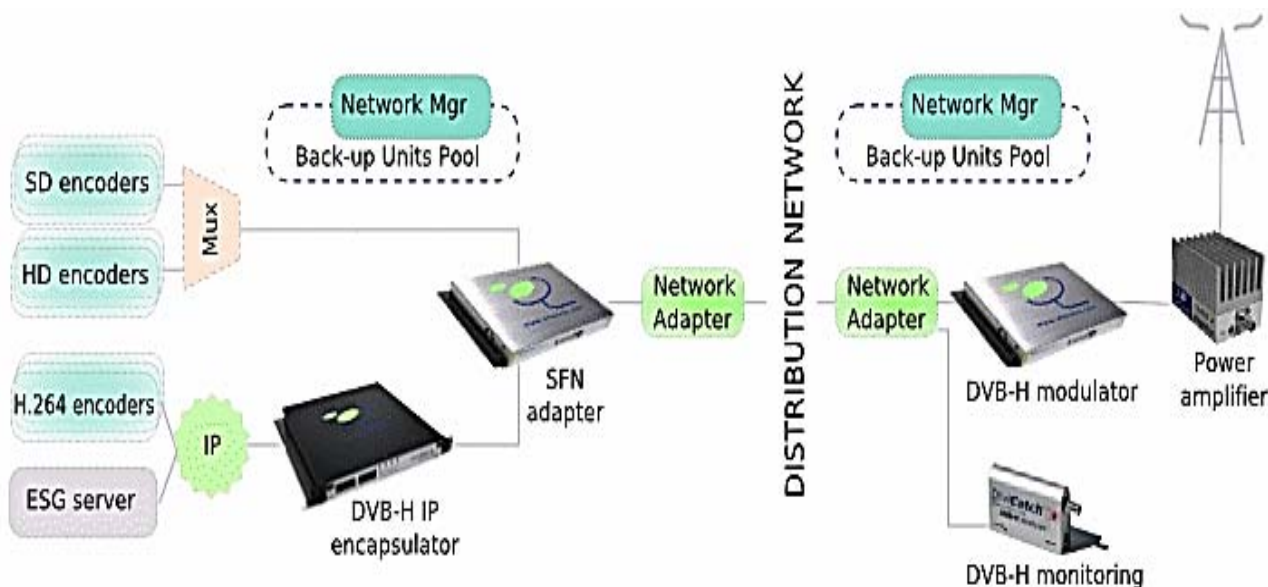 Network Mgr
Back-up Units Pool
SD encoders
HD encoders
Mux
H.264 encoders
ESG server
IP
DVB-H IP
encapsulator
SFN
adapter
Network
Adapter
DISTRIBUTION NETWORK
Network Mgr
Back-up Units Pool
Network
Adapter
DVB-H modulator
Power
amplifier
DVB-H monitoring